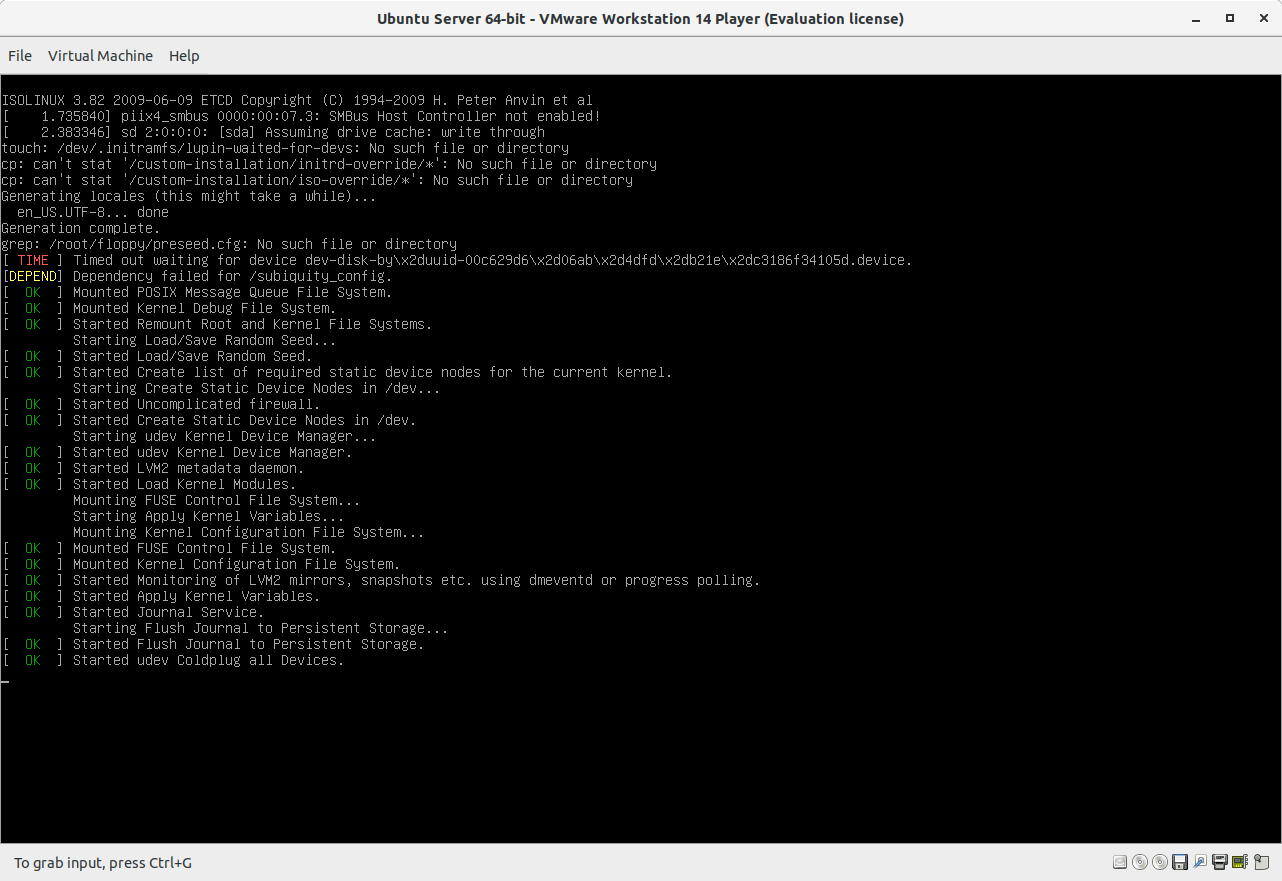 Ubuntu Server 64-bit - VMware Workstation 14 Player (Evaluation license)
File Virtual Machine Help
ISOLINUX 3.82 2009-06-09 ETCD Copyright (C) 1994-2009 H. Peter Anvin et al
[    1.735840] piix4_smbus 0000:00:07.3: SMBus Host Controller not enabled!
[    2.383346] sd 2:0:0:0: [sda] Assuming drive cache: write through
touch: /dev/.initramfs/lupin-waited-for-devs: No such file or directory
cp: can't stat '/custom-installation/initrd-override/*': No such file or directory
cp: can't stat '/custom-installation/iso-override/*': No such file or directory
Generating locales (this might take a while)...
  en_US.UTF-8... done
Generation complete.
grep: /root/floppy/preseed.cfg: No such file or directory
[ TIME ] Timed out waiting for device dev-disk-by\x2duuid-00c629d6\x2d06ab\x2d4dfd\x2db21e\x2dc3186f34105d.device.
[DEPEND] Dependency failed for /subiquity_config.
[  OK  ] Mounted POSIX Message Queue File System.
[  OK  ] Mounted Kernel Debug File System.
[  OK  ] Started Remount Root and Kernel File Systems.
         Starting Load/Save Random Seed...
[  OK  ] Started Load/Save Random Seed.
[  OK  ] Started Create list of required static device nodes for the current kernel.
         Starting Create Static Device Nodes in /dev...
[  OK  ] Started Uncomplicated firewall.
[  OK  ] Started Create Static Device Nodes in /dev.
         Starting udev Kernel Device Manager...
[  OK  ] Started udev Kernel Device Manager.
[  OK  ] Started LVM2 metadata daemon.
[  OK  ] Started Load Kernel Modules.
         Mounting FUSE Control File System...
         Starting Apply Kernel Variables...
         Mounting Kernel Configuration File System...
[  OK  ] Mounted FUSE Control File System.
[  OK  ] Mounted Kernel Configuration File System.
[  OK  ] Started Monitoring of LVM2 mirrors, snapshots etc. using dmeventd or progress polling.
[  OK  ] Started Apply Kernel Variables.
[  OK  ] Started Journal Service.
         Starting Flush Journal to Persistent Storage...
[  OK  ] Started Flush Journal to Persistent Storage.
[  OK  ] Started udev Coldplug all Devices.
To grab input, press Ctrl+G